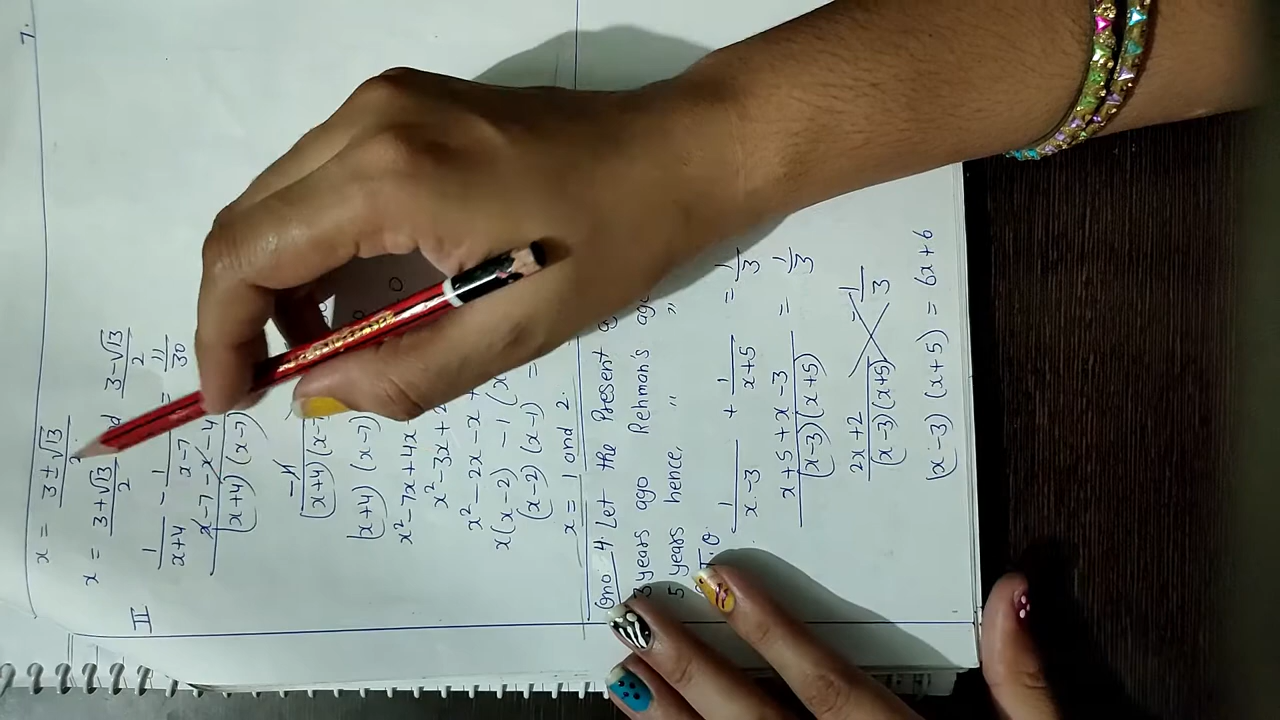 7.
x = 3 ± √13 / 2
x = 3 + √13 / 2 3 - √13 / 2
II 1 / x+4 - 1 / x-7 = 11 / 30
x - 7 - x - 4 / (x+4) (x-7)
-11 / (x+4) (x-7)
(x+4) (x-7)
x² - 7x + 4x
x² - 3x + 2
x² - 2x - x +
x(x-2) - 1 (x
(x-2) (x-1) =
x = 1 and 2.
Qno 4 Let the Present
3 years ago Rehman's age
5 years hence, " "
1 / x-3 + 1 / x+5 = 1 / 3
x+5 + x-3 / (x-3) (x+5) = 1 / 3
2x+2 / (x-3) (x+5) = 1 / 3
(x-3) (x+5) = 6x+6